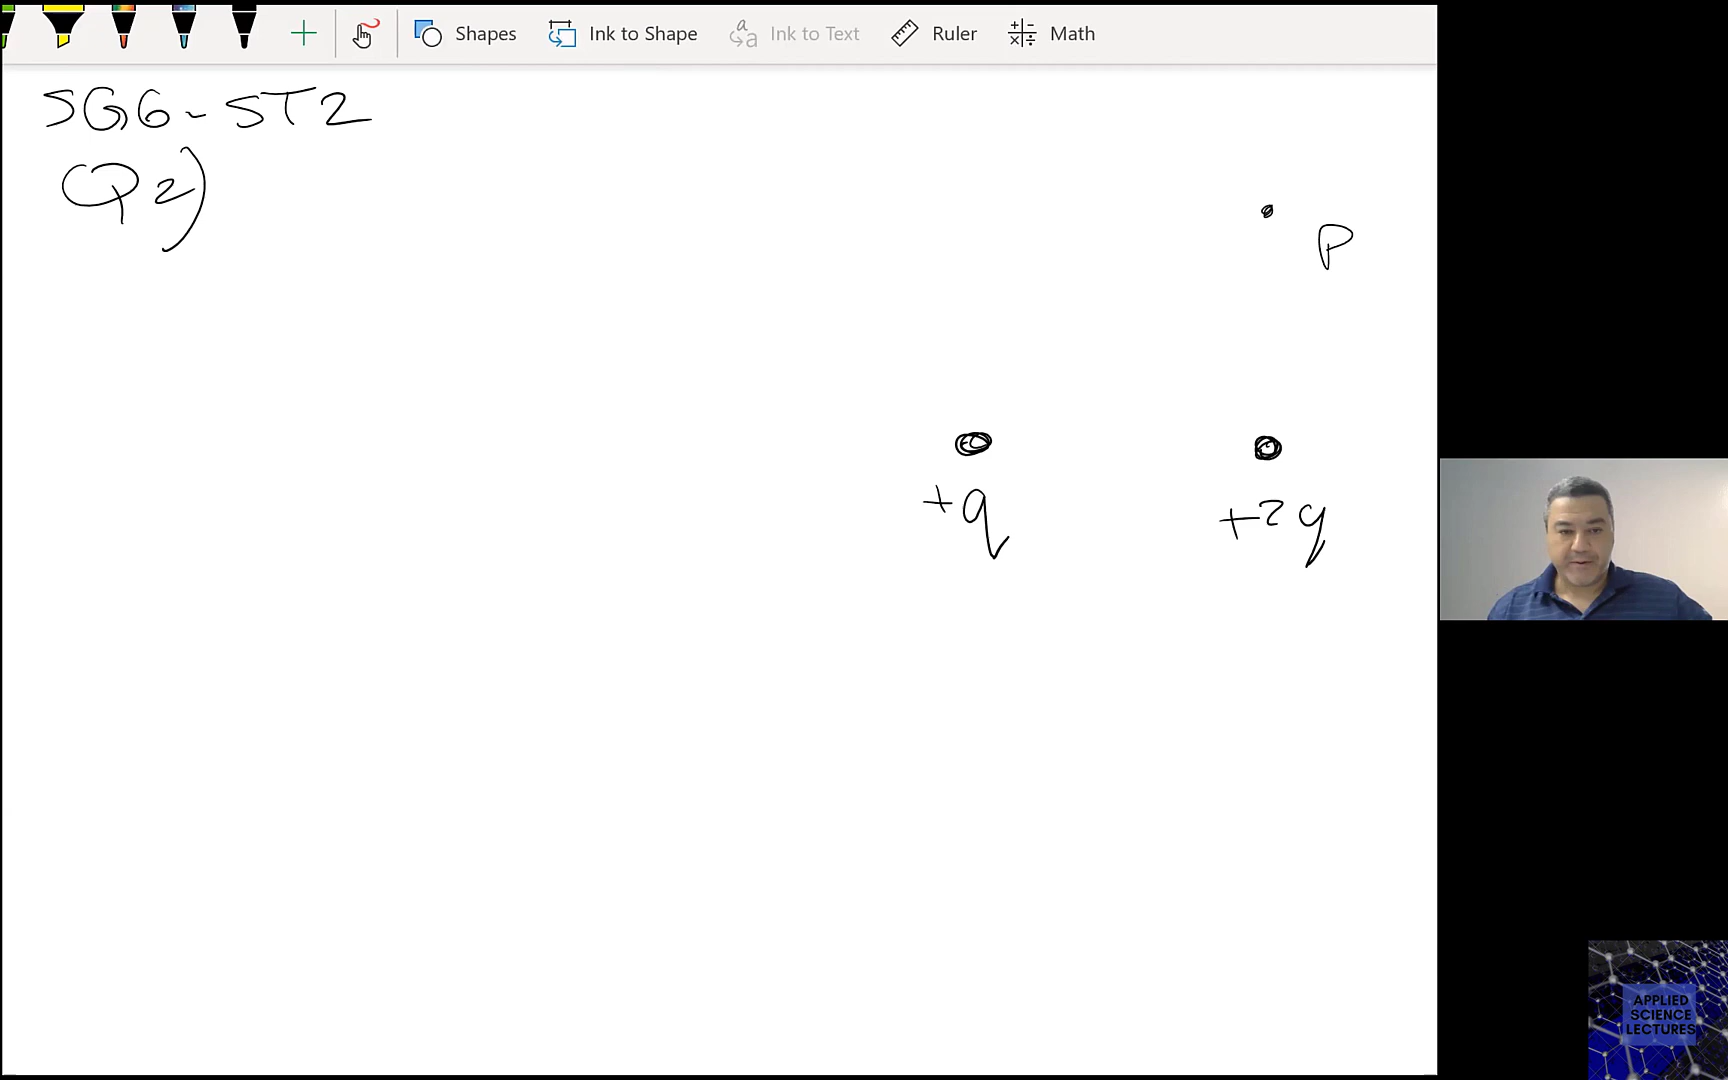 Shapes Ink to Shape Ink to Text Ruler Math
SG6-ST2
Q2)
P
+q +2q
APPLIED
SCIENCE
LECTURES